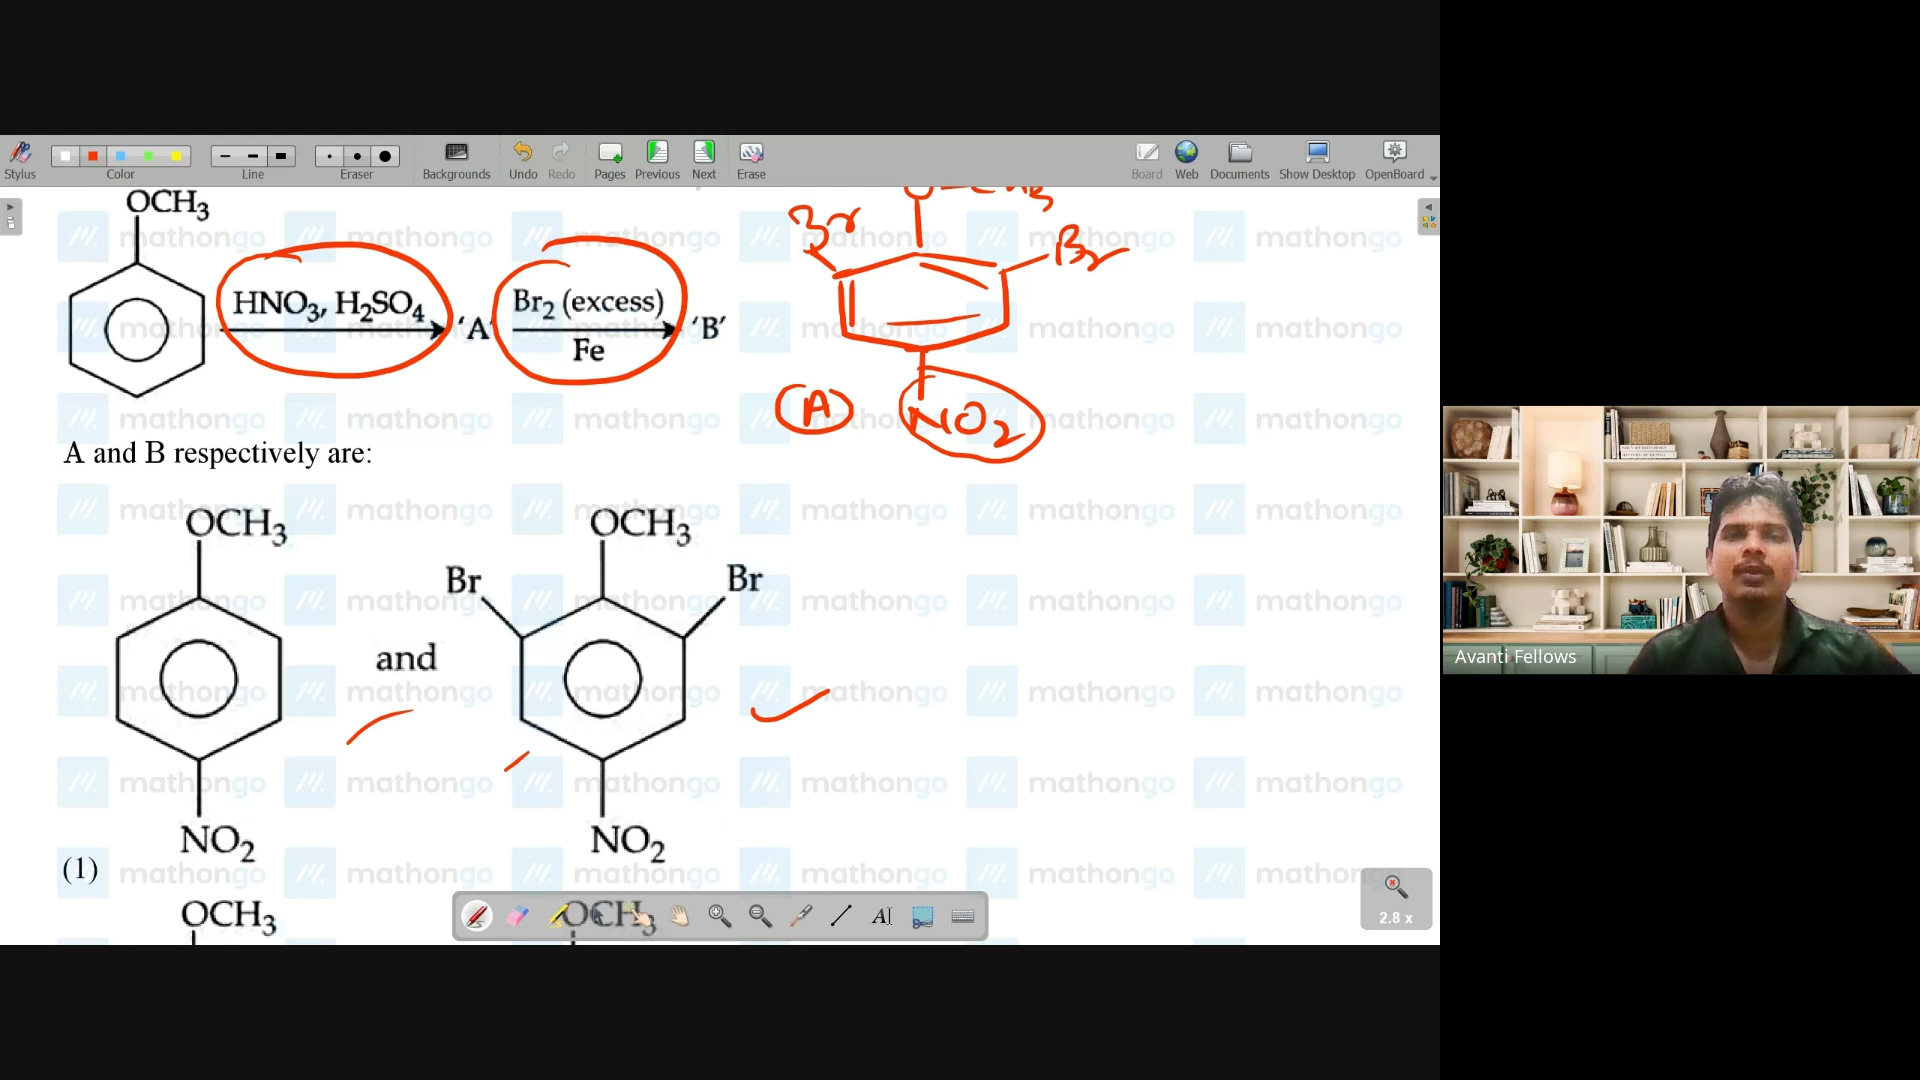 Stylus
Color
Line
Eraser
Backgrounds
Undo
Redo
Pages
Previous
Next
Erase
Board
Web
Documents
Show Desktop
OpenBoard
OCH3
HNO3, H2SO4
'A'
Br2 (excess)
Fe
'B'
Br
Br
(A)
NO2
A and B respectively are:
OCH3
OCH3
Br
Br
and
NO2
NO2
(1)
OCH3
OCH3
2.8 x
Avanti Fellows
mathongo